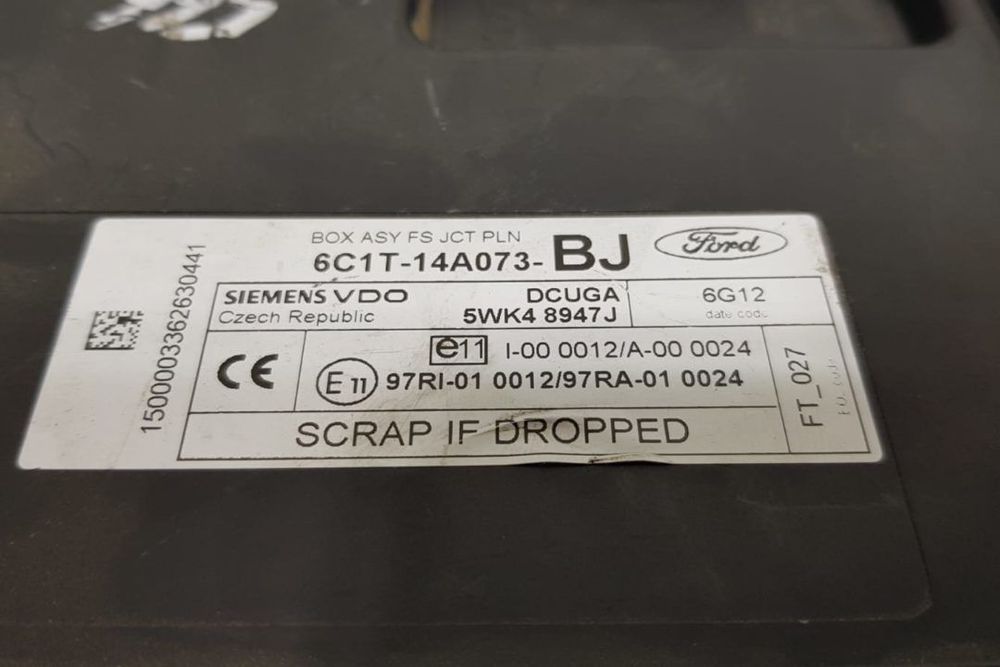 BOX ASY FS JCT PLN
6C1T-14A073-BJ
Ford
SIEMENS VDO
Czech Republic
DCUGA
5WK4 8947J
6G12
date code
e11 I-00 0012/A-00 0024
E11 97RI-01 0012/97RA-01 0024
SCRAP IF DROPPED
FT_027
1500003362630441